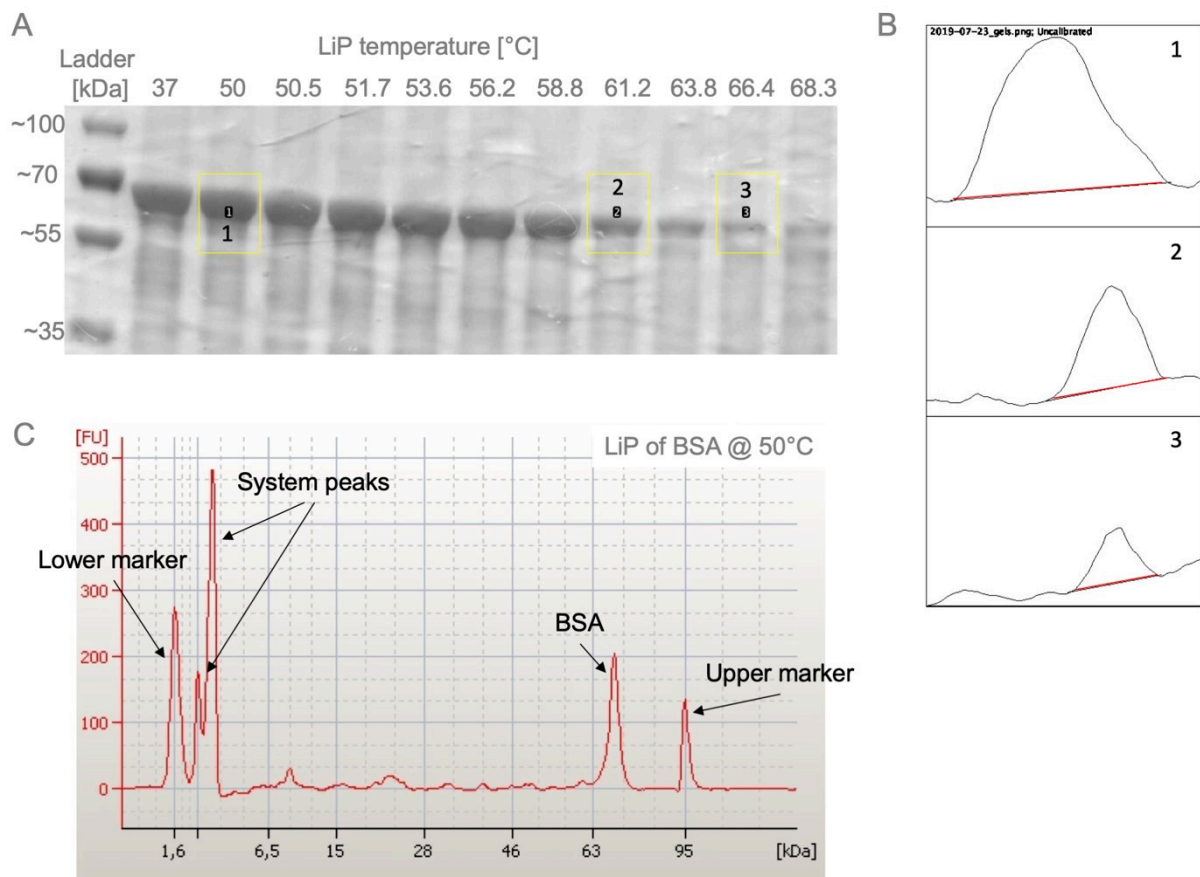 A
LiP temperature [°C]
Ladder
[kDa]
37 50 50.5 51.7 53.6 56.2 58.8 61.2 63.8 66.4 68.3
~100
~70
~55
~35
1
1
2
2
3
3
B
2019-07-23_gels.png; Uncalibrated
1
2
3
C
[FU]
LiP of BSA @ 50°C
500
400
300
200
100
0
System peaks
Lower marker
BSA
Upper marker
1,6 6,5 15 28 46 63 95 [kDa]